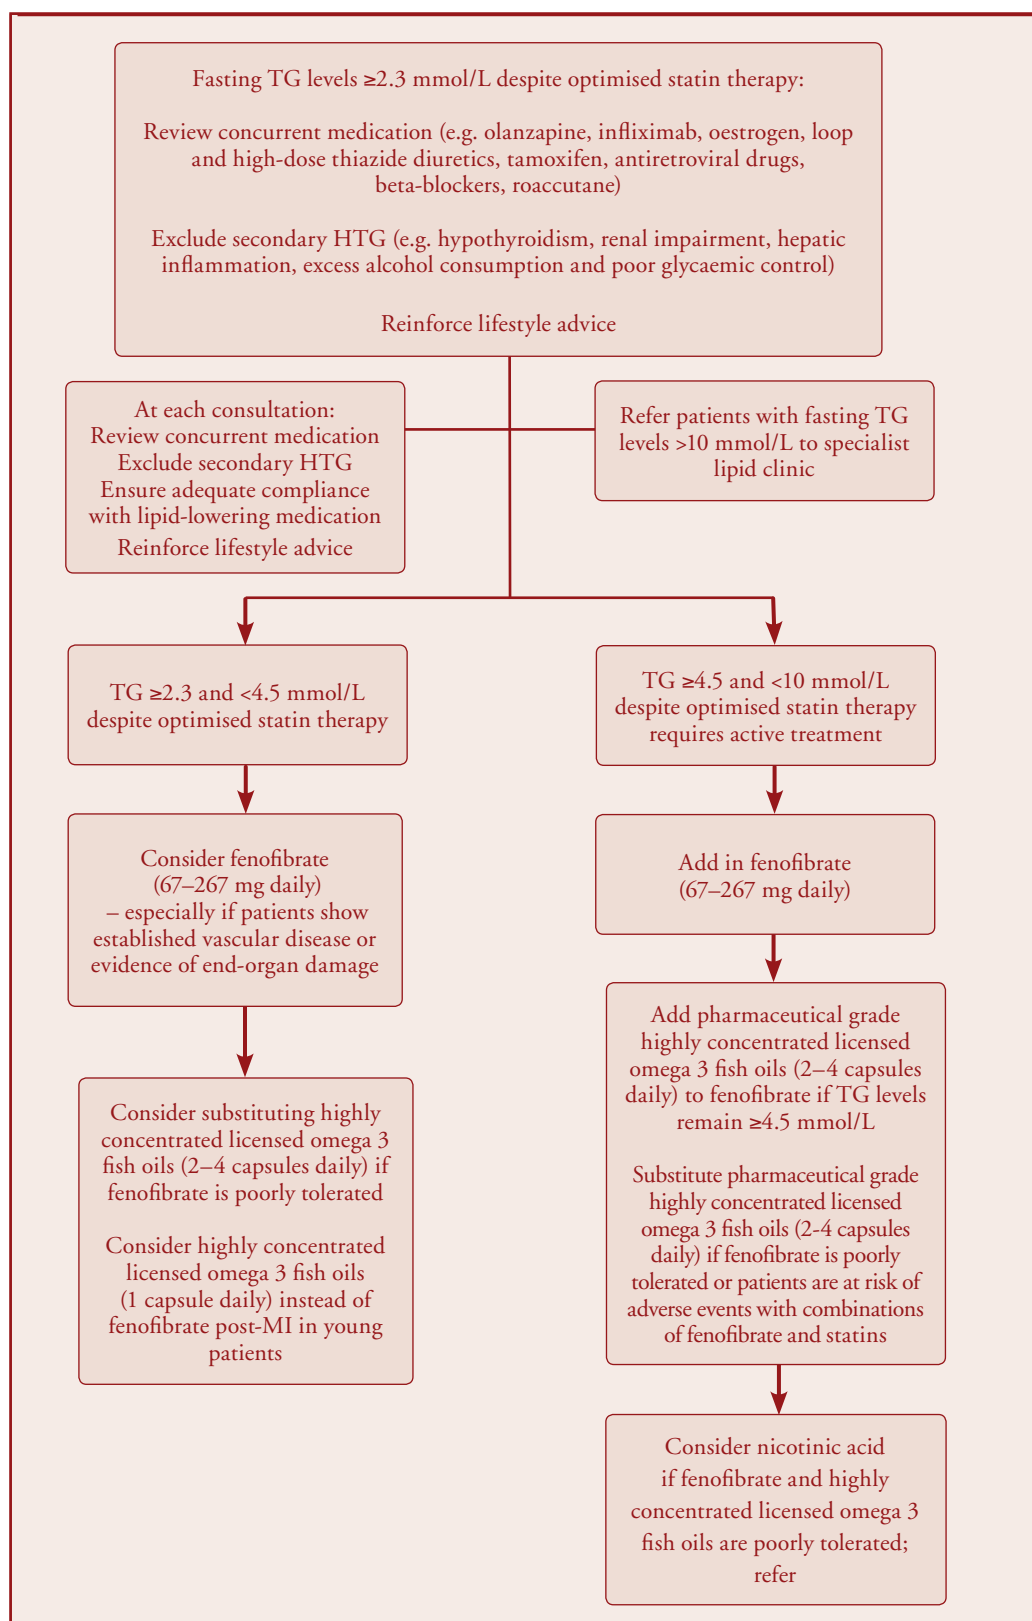 Fasting TG levels ≥2.3 mmol/L despite optimised statin therapy:
Review concurrent medication (e.g. olanzapine, infliximab, oestrogen, loop
and high-dose thiazide diuretics, tamoxifen, antiretroviral drugs,
beta-blockers, roaccutane)
Exclude secondary HTG (e.g. hypothyroidism, renal impairment, hepatic
inflammation, excess alcohol consumption and poor glycaemic control)
Reinforce lifestyle advice
At each consultation:
Review concurrent medication
Exclude secondary HTG
Ensure adequate compliance
with lipid-lowering medication
Reinforce lifestyle advice
Refer patients with fasting TG
levels >10 mmol/L to specialist
lipid clinic
TG ≥2.3 and <4.5 mmol/L
despite optimised statin therapy
TG ≥4.5 and <10 mmol/L
despite optimised statin therapy
requires active treatment
Consider fenofibrate
(67–267 mg daily)
– especially if patients show
established vascular disease or
evidence of end-organ damage
Add in fenofibrate
(67–267 mg daily)
Consider substituting highly
concentrated licensed omega 3
fish oils (2–4 capsules daily) if
fenofibrate is poorly tolerated
Consider highly concentrated
licensed omega 3 fish oils
(1 capsule daily) instead of
fenofibrate post-MI in young
patients
Add pharmaceutical grade
highly concentrated licensed
omega 3 fish oils (2–4 capsules
daily) to fenofibrate if TG levels
remain ≥4.5 mmol/L
Substitute pharmaceutical grade
highly concentrated licensed
omega 3 fish oils (2-4 capsules
daily) if fenofibrate is poorly
tolerated or patients are at risk of
adverse events with combinations
of fenofibrate and statins
Consider nicotinic acid
if fenofibrate and highly
concentrated licensed omega 3
fish oils are poorly tolerated;
refer